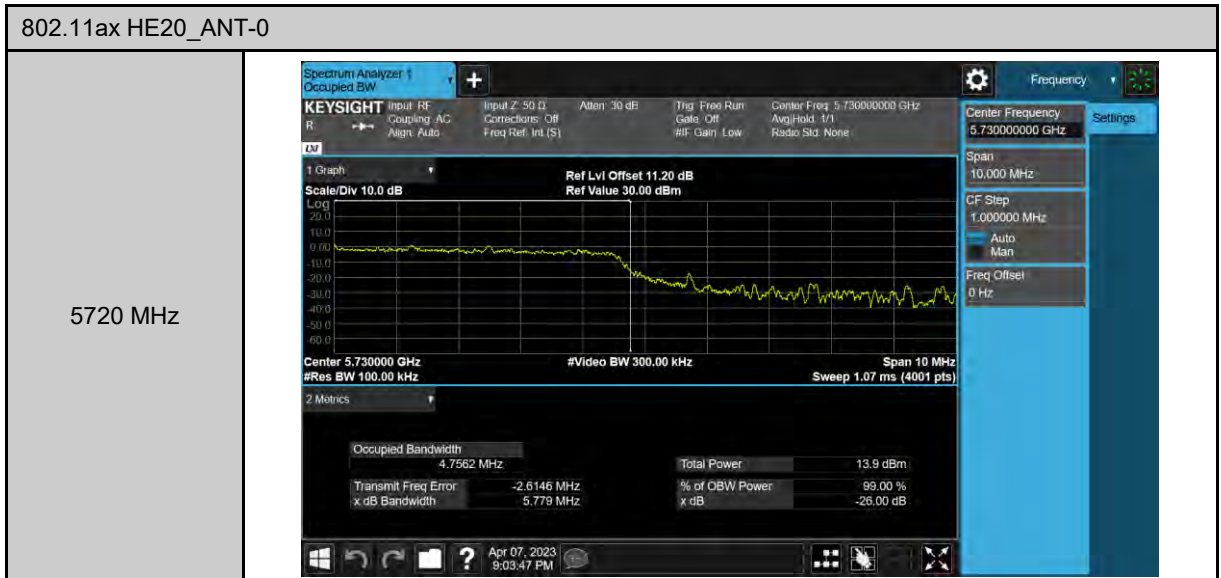 802.11ax HE20_ANT-0
5720 MHz
Spectrum Analyzer 1
Occupied BW
Frequency
KEYSIGHT Input: RF Input Z: 50 Ω Atten: 30 dB Trig: Free Run Center Freq: 5.730000000 GHz
R Coupling: AC Corrections: Off Gate: Off Avg|Hold: 1/1
Align: Auto Freq Ref: Int (S) #IF Gain: Low Radio Std: None
LXI
Center Frequency
5.730000000 GHz
Settings
Span
10.000 MHz
CF Step
1.000000 MHz
Auto
Man
Freq Offset
0 Hz
1 Graph
Ref Lvl Offset 11.20 dB
Scale/Div 10.0 dB Ref Value 30.00 dBm
Log
20.0
10.0
0.00
-10.0
-20.0
-30.0
-40.0
-50.0
-60.0
Center 5.730000 GHz #Video BW 300.00 kHz Span 10 MHz
#Res BW 100.00 kHz Sweep 1.07 ms (4001 pts)
2 Metrics
Occupied Bandwidth
4.7562 MHz Total Power 13.9 dBm
Transmit Freq Error -2.6146 MHz % of OBW Power 99.00 %
x dB Bandwidth 5.779 MHz x dB -26.00 dB
Apr 07, 2023
9:03:47 PM